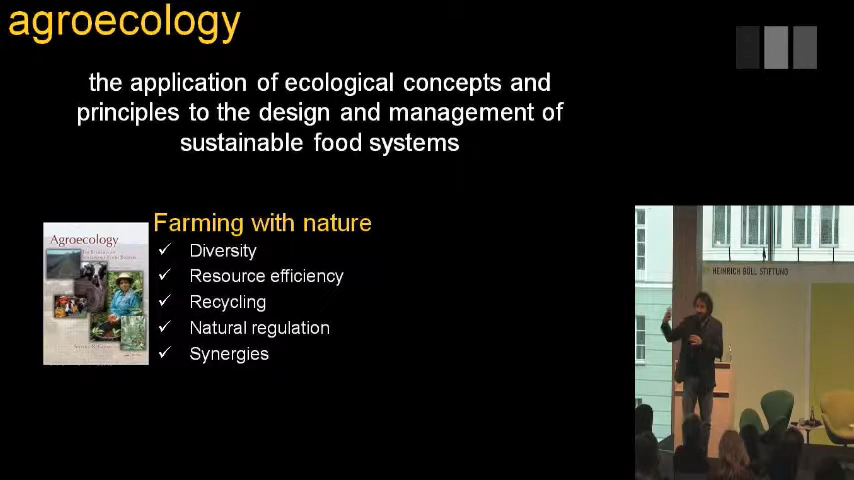 agroecology
the application of ecological concepts and
principles to the design and management of
sustainable food systems
Farming with nature
Agroecology
✓ Diversity
✓ Resource efficiency
✓ Recycling
✓ Natural regulation
✓ Synergies
HEINRICH BÖLL STIFTUNG